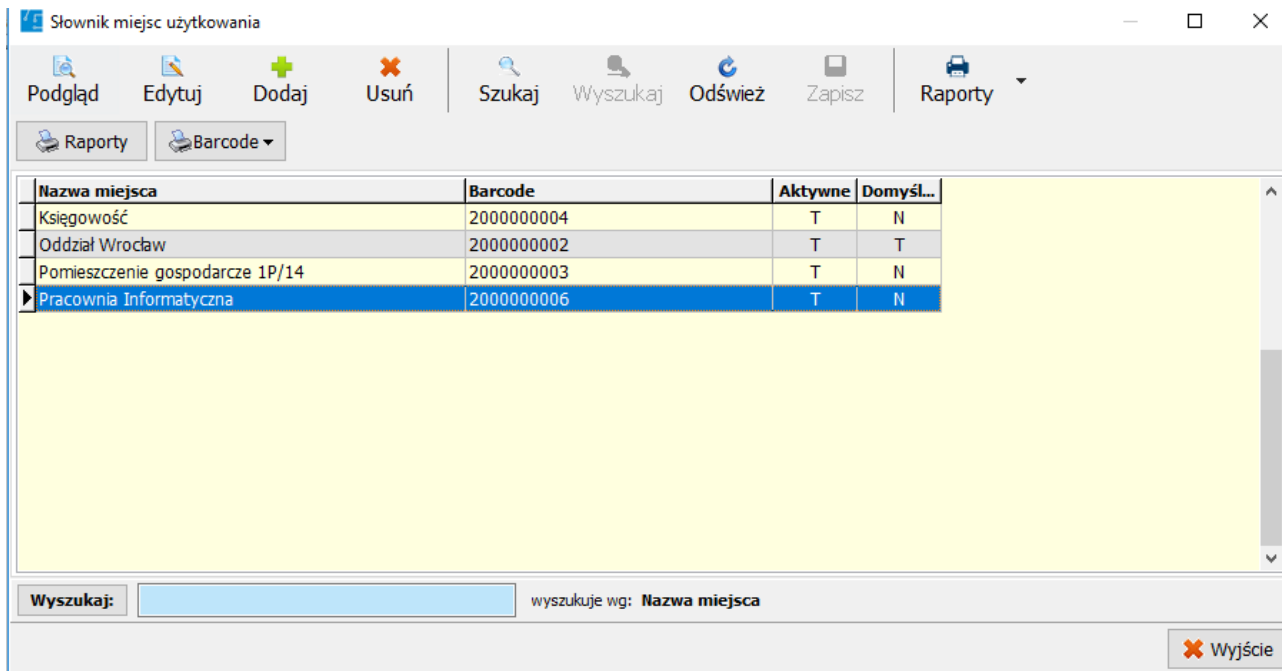 Słownik miejsc użytkowania
Podgląd Edytuj Dodaj Usuń Szukaj Wyszukaj Odśwież Zapisz Raporty
Raporty Barcode
Nazwa miejsca Barcode Aktywne Domyśl...
Księgowość 2000000004 T N
Oddział Wrocław 2000000002 T T
Pomieszczenie gospodarcze 1P/14 2000000003 T N
Pracownia Informatyczna 2000000006 T N
Wyszukaj: wyszukuje wg: Nazwa miejsca
Wyjście